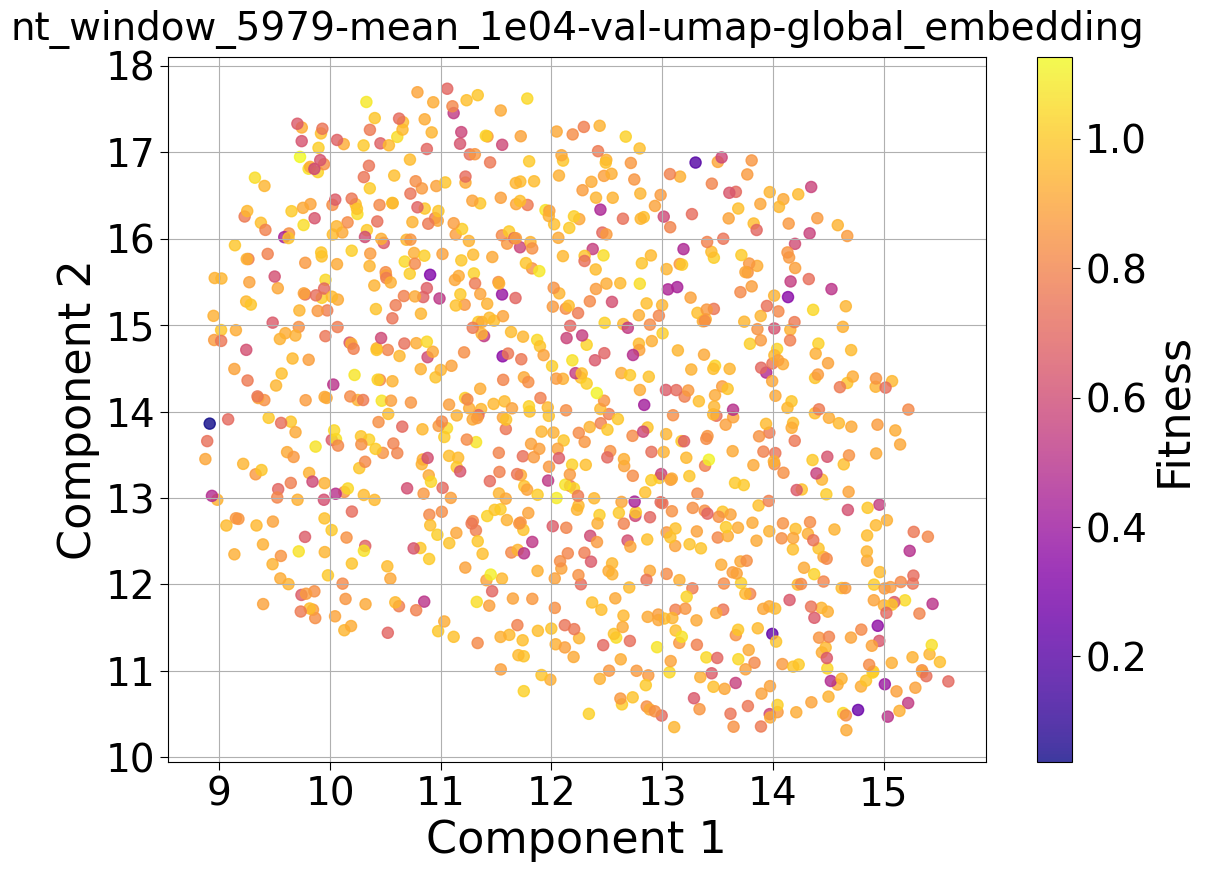 nt_window_5979-mean_1e04-val-umap-global_embedding
18
17
16
15
14
13
12
11
10
Component 2
9 10 11 12 13 14 15
Component 1
1.0
0.8
0.6
0.4
0.2
Fitness